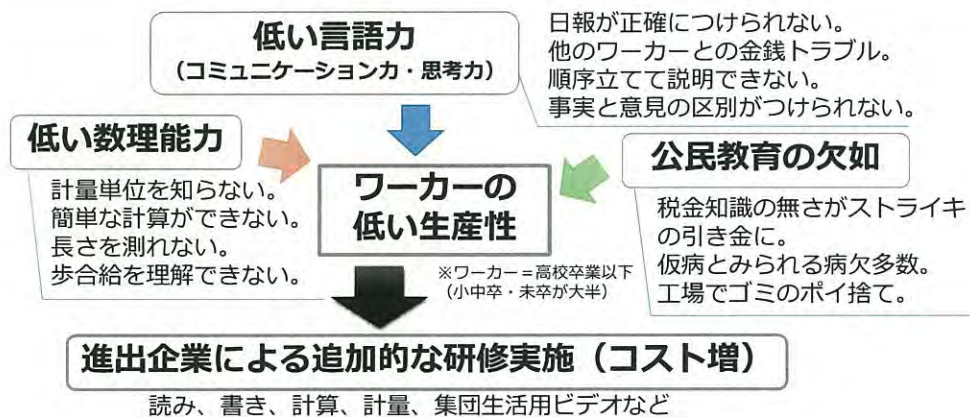 低い言語力
（コミュニケーション力・思考力）
日報が正確につけられない。
他のワーカーとの金銭トラブル。
順序立てて説明できない。
事実と意見の区別がつけられない。
低い数理能力
計量単位を知らない。
簡単な計算ができない。
長さを測れない。
歩合給を理解できない。
ワーカーの
低い生産性
公民教育の欠如
税金知識の無さがストライキ
の引き金に。
仮病とみられる病欠多数。
工場でゴミのポイ捨て。
※ワーカー＝高校卒業以下
（小中卒・未卒が大半）
進出企業による追加的な研修実施（コスト増）
読み、書き、計算、計量、集団生活用ビデオなど